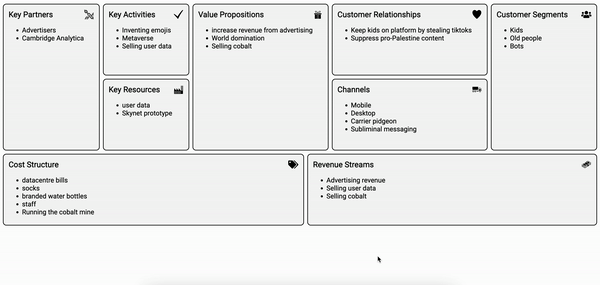 Key Partners
Advertisers
Cambridge Analytica
Key Activities
Inventing emojis
Metaverse
Selling user data
Key Resources
user data
Skynet prototype
Value Propositions
increase revenue from advertising
World domination
Selling cobalt
Customer Relationships
Keep kids on platform by stealing tiktoks
Suppress pro-Palestine content
Channels
Mobile
Desktop
Carrier pidgeon
Subliminal messaging
Customer Segments
Kids
Old people
Bots
Cost Structure
datacentre bills
socks
branded water bottles
staff
Running the cobalt mine
Revenue Streams
Advertising revenue
Selling user data
Selling cobalt